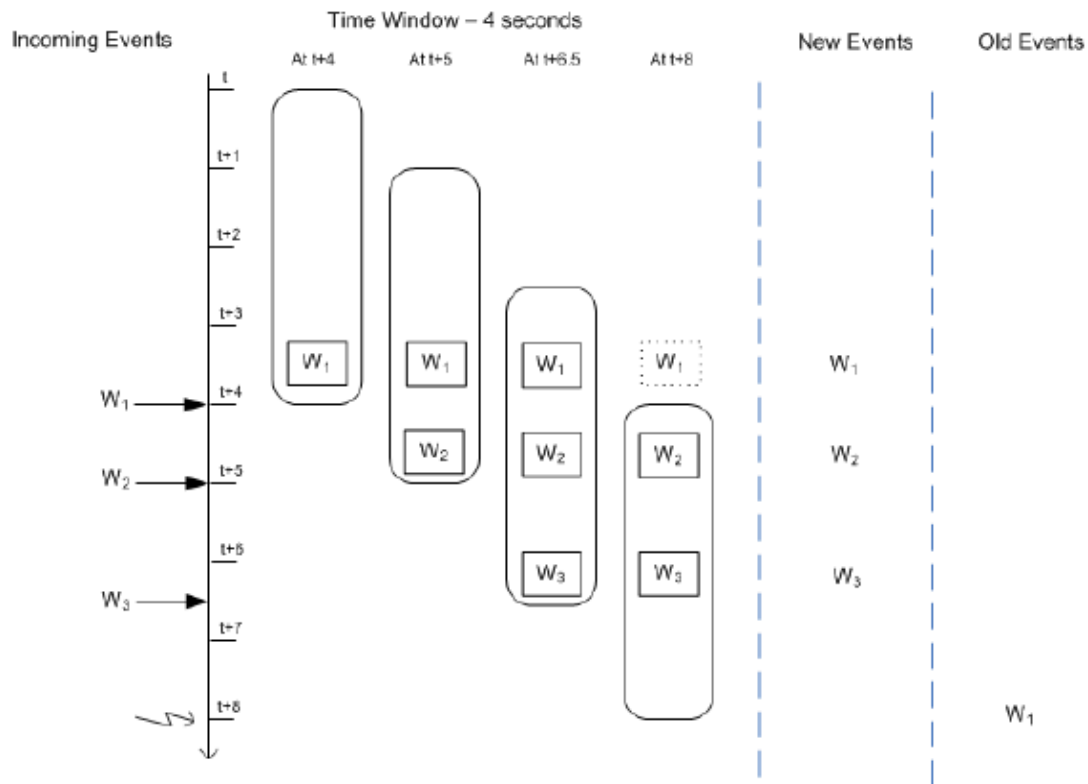 Time Window – 4 seconds
Incoming Events
New Events
Old Events
At t+4
At t+5
At t+6.5
At t+8
t
t+1
t+2
t+3
W₁
W₁
W₁
W₁
W₁
W₁
t+4
W₂
W₂
W₂
W₂
W₂
t+5
t+6
W₃
W₃
W₃
W₃
t+7
t+8
W₁